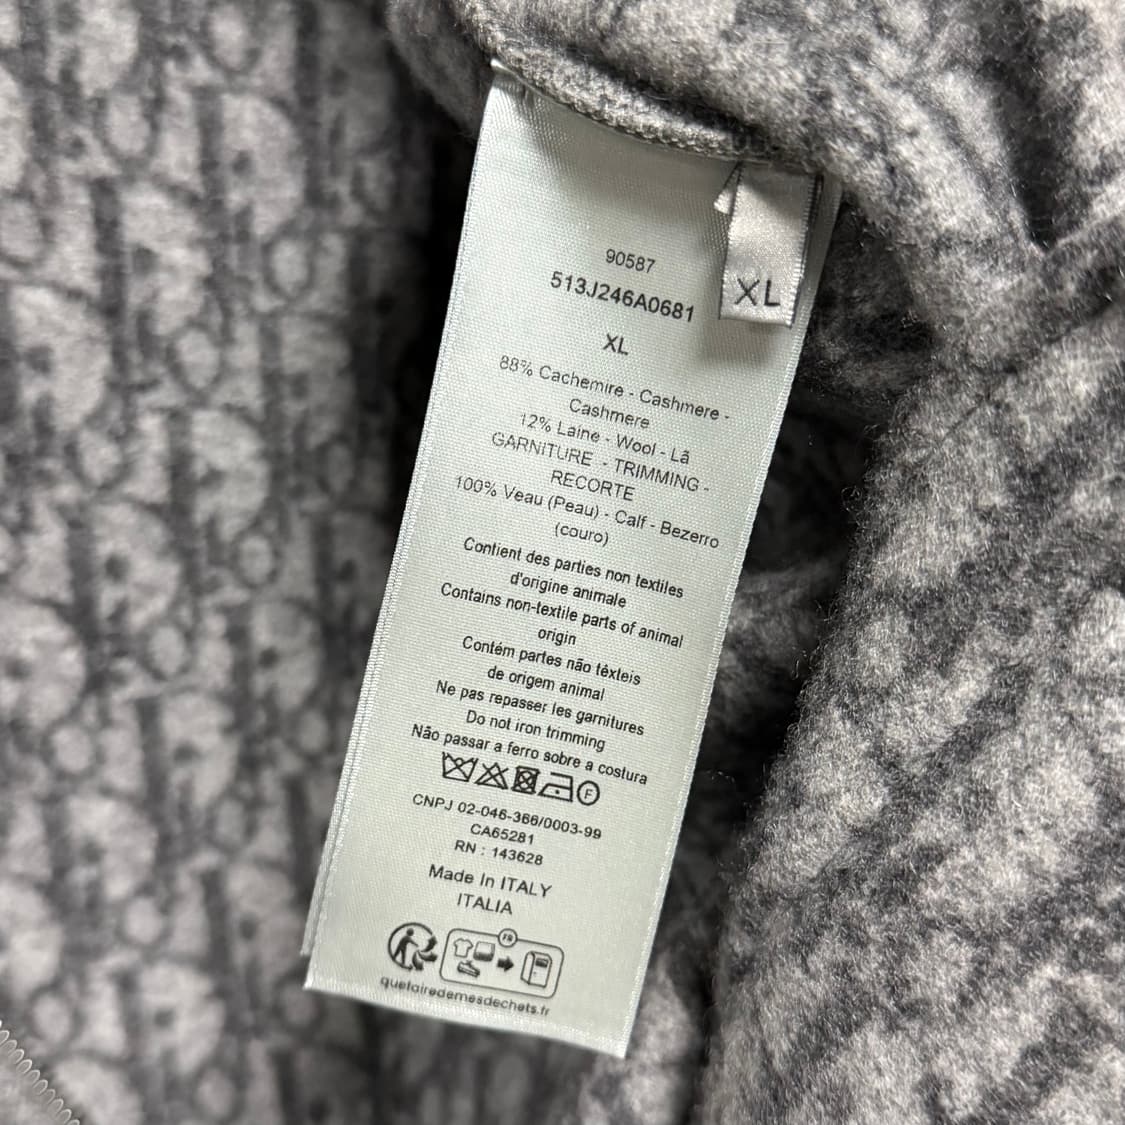 90587
513J246A0681
XL
XL
88% Cachemire - Cashmere -
Cashmere
12% Laine - Wool - Lã
GARNITURE - TRIMMING -
RECORTE
100% Veau (Peau) - Calf - Bezerro
(couro)
Contient des parties non textiles
d'origine animale
Contains non-textile parts of animal
origin
Contém partes não têxteis
de origem animal
Ne pas repasser les garnitures
Do not iron trimming
Não passar a ferro sobre a costura
F
CNPJ 02-046-366/0003-99
CA65281
RN : 143628
Made In ITALY
ITALIA
FR
quefairedemesdechets.fr